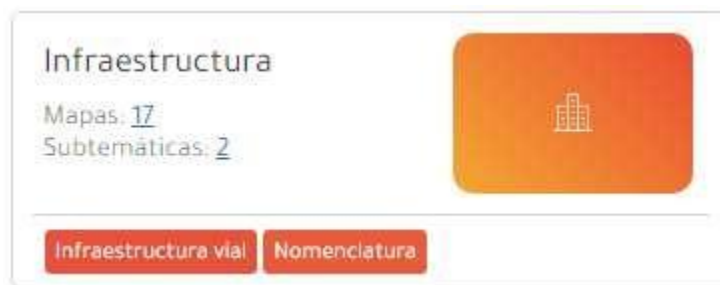 Infraestructura
Mapas: 17
Subtemáticas: 2
Infraestructura vial
Nomenclatura